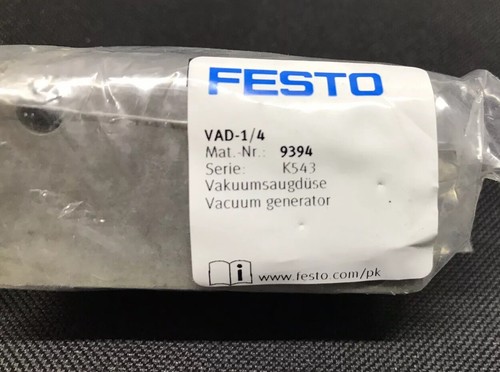 FESTO
VAD-1/4
Mat.-Nr.: 9394
Serie: K543
Vakuumsaugdüse
Vacuum generator
i www.festo.com/pk